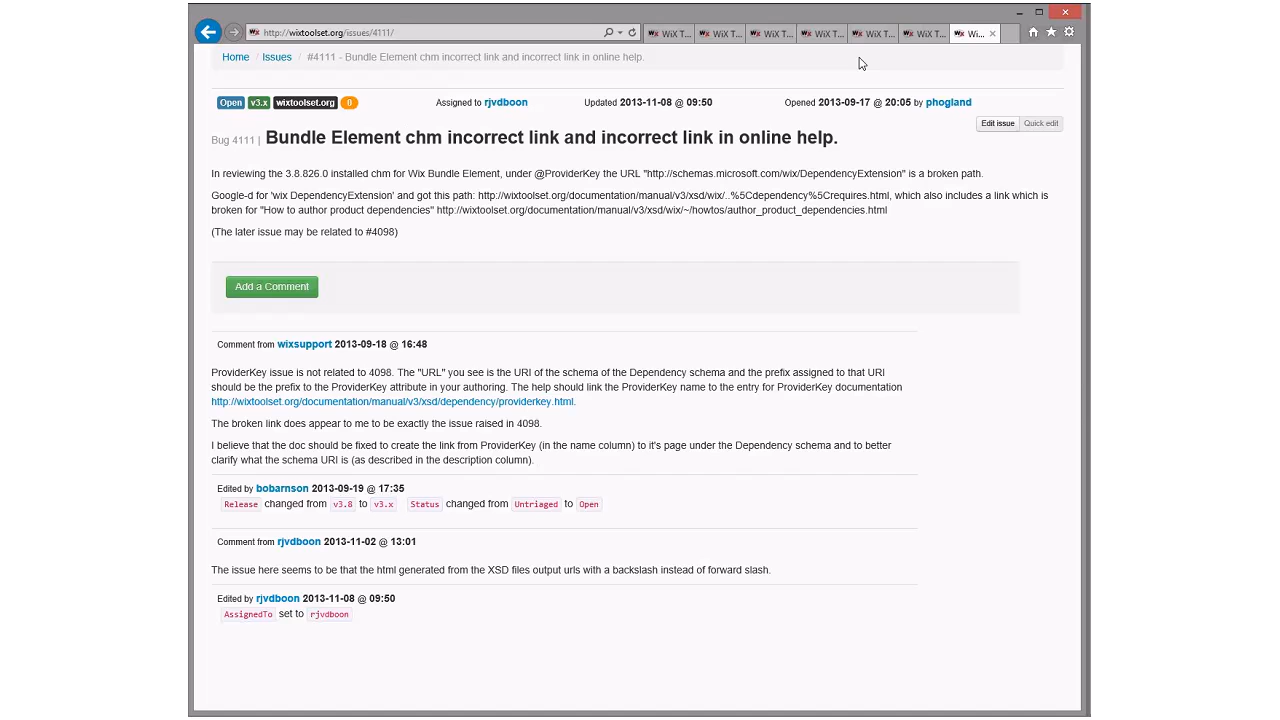 http://wixtoolset.org/issues/4111/
WiX T...
WiX T...
WiX T...
WiX T...
WiX T...
WiX T...
Wi...
Home / Issues / #4111 - Bundle Element chm incorrect link and incorrect link in online help.
Open v3.x wixtoolset.org 0 Assigned to rjvdboon Updated 2013-11-08 @ 09:50 Opened 2013-09-17 @ 20:05 by phogland
Edit issue Quick edit
Bug 4111 | Bundle Element chm incorrect link and incorrect link in online help.
In reviewing the 3.8.826.0 installed chm for Wix Bundle Element, under @ProviderKey the URL "http://schemas.microsoft.com/wix/DependencyExtension" is a broken path.
Google-d for 'wix DependencyExtension' and got this path: http://wixtoolset.org/documentation/manual/v3/xsd/wix/..%5Cdependency%5Crequires.html, which also includes a link which is
broken for "How to author product dependencies" http://wixtoolset.org/documentation/manual/v3/xsd/wix/~/howtos/author_product_dependencies.html
(The later issue may be related to #4098)
Add a Comment
Comment from wixsupport 2013-09-18 @ 16:48
ProviderKey issue is not related to 4098. The "URL" you see is the URI of the schema of the Dependency schema and the prefix assigned to that URI
should be the prefix to the ProviderKey attribute in your authoring. The help should link the ProviderKey name to the entry for ProviderKey documentation
http://wixtoolset.org/documentation/manual/v3/xsd/dependency/providerkey.html.
The broken link does appear to me to be exactly the issue raised in 4098.
I believe that the doc should be fixed to create the link from ProviderKey (in the name column) to it's page under the Dependency schema and to better
clarify what the schema URI is (as described in the description column).
Edited by bobarnson 2013-09-19 @ 17:35
Release changed from v3.8 to v3.x Status changed from Untriaged to Open
Comment from rjvdboon 2013-11-02 @ 13:01
The issue here seems to be that the html generated from the XSD files output urls with a backslash instead of forward slash.
Edited by rjvdboon 2013-11-08 @ 09:50
AssignedTo set to rjvdboon